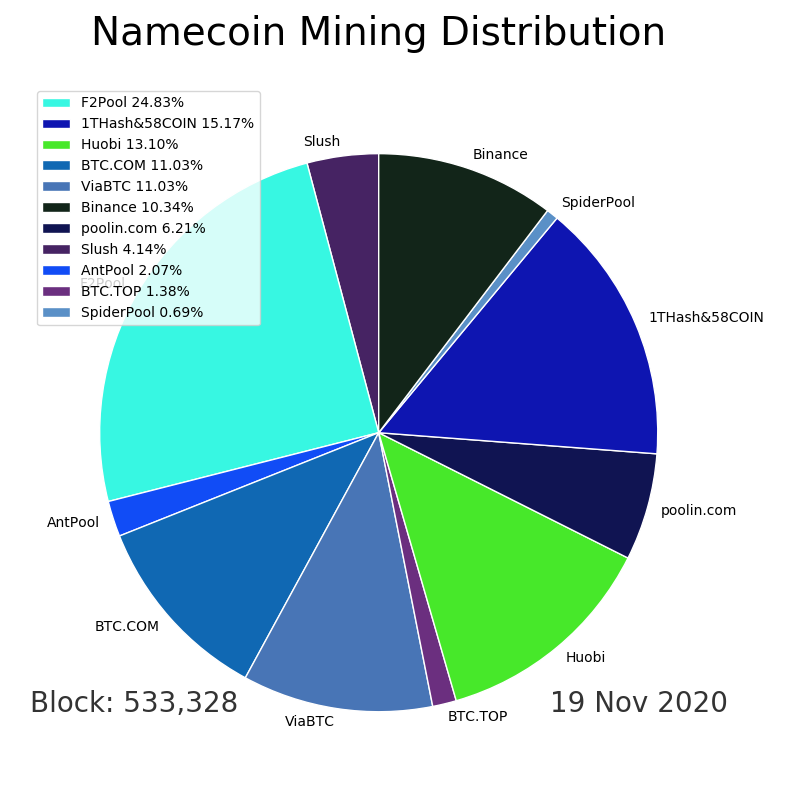 Namecoin Mining Distribution
F2Pool 24.83%
1THash&58COIN 15.17%
Huobi 13.10%
BTC.COM 11.03%
ViaBTC 11.03%
Binance 10.34%
poolin.com 6.21%
Slush 4.14%
AntPool 2.07%
BTC.TOP 1.38%
SpiderPool 0.69%
Slush
Binance
SpiderPool
F2Pool
1THash&58COIN
poolin.com
AntPool
BTC.COM
Huobi
ViaBTC
BTC.TOP
Block: 533,328
19 Nov 2020